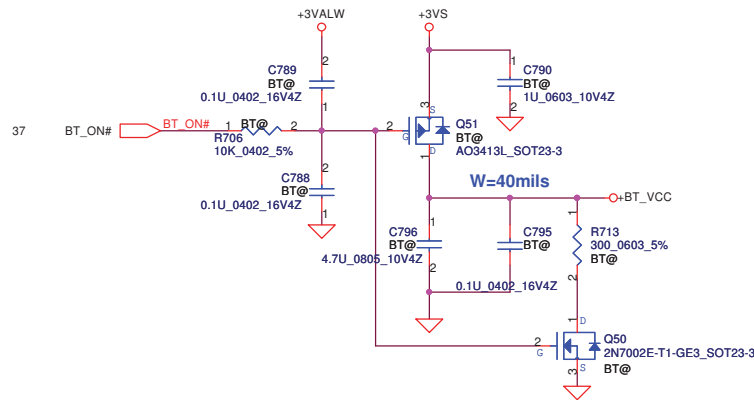 +3VALW
+3VS
2
C789
BT@
0.1U_0402_16V4Z
1
1
C790
BT@
1U_0603_10V4Z
2
37
BT_ON#
BT_ON#
1
BT@
2
R706
10K_0402_5%
2
G
3
S
Q51
BT@
AO3413L_SOT23-3
D
1
2
C788
BT@
0.1U_0402_16V4Z
1
W=40mils
+BT_VCC
1
C796
BT@
4.7U_0805_10V4Z
2
C795
BT@
0.1U_0402_16V4Z
1
R713
300_0603_5%
BT@
2
1
D
2
G
Q50
2N7002E-T1-GE3_SOT23-3
S
3
BT@